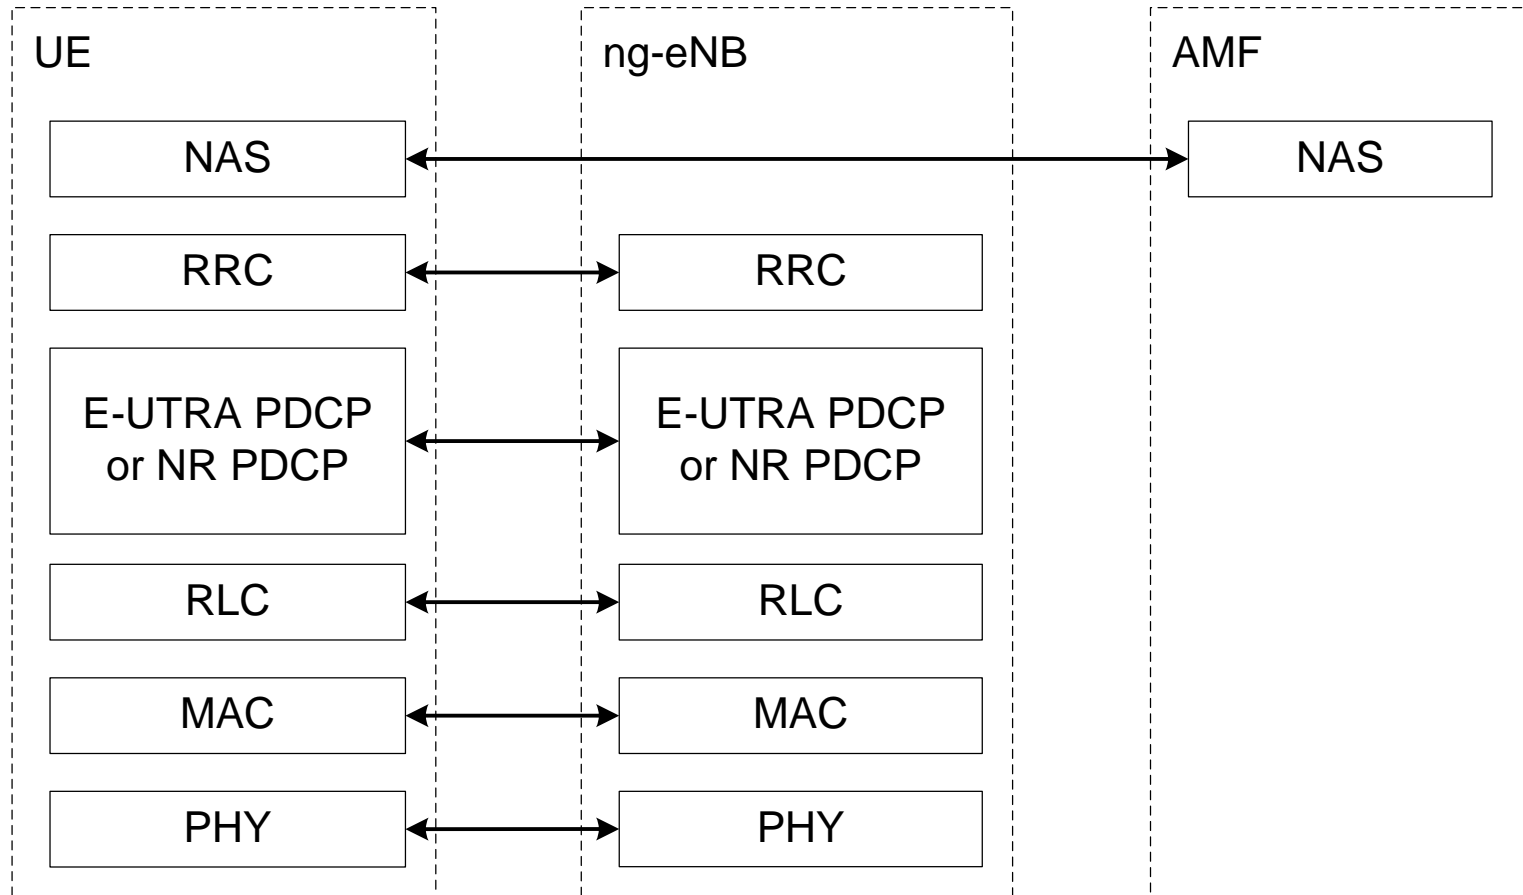 UE
ng-eNB
AMF
NAS
NAS
RRC
RRC
E-UTRA PDCP
or NR PDCP
E-UTRA PDCP
or NR PDCP
RLC
RLC
MAC
MAC
PHY
PHY